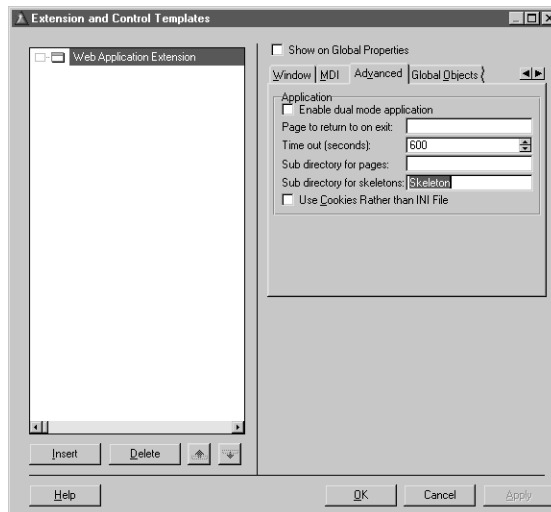 Extension and Control Templates
Web Application Extension
Show on Global Properties
Window MDI Advanced Global Objects
Application
Enable dual mode application
Page to return to on exit:
Time out (seconds): 600
Sub directory for pages:
Sub directory for skeletons: Skeleton
Use Cookies Rather than INI File
Insert Delete
Help OK Cancel Apply